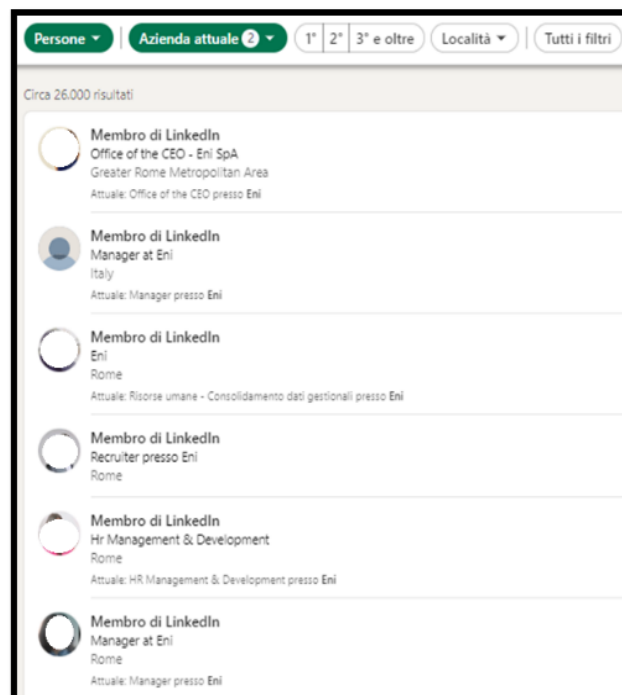 Persone Azienda attuale 2 1° 2° 3° e oltre Località Tutti i filtri
Circa 26.000 risultati
Membro di LinkedIn
Office of the CEO - Eni SpA
Greater Rome Metropolitan Area
Attuale: Office of the CEO presso Eni
Membro di LinkedIn
Manager at Eni
Italy
Attuale: Manager presso Eni
Membro di LinkedIn
Eni
Rome
Attuale: Risorse umane - Consolidamento dati gestionali presso Eni
Membro di LinkedIn
Recruiter presso Eni
Rome
Membro di LinkedIn
Hr Management & Development
Rome
Attuale: HR Management & Development presso Eni
Membro di LinkedIn
Manager at Eni
Rome
Attuale: Manager presso Eni